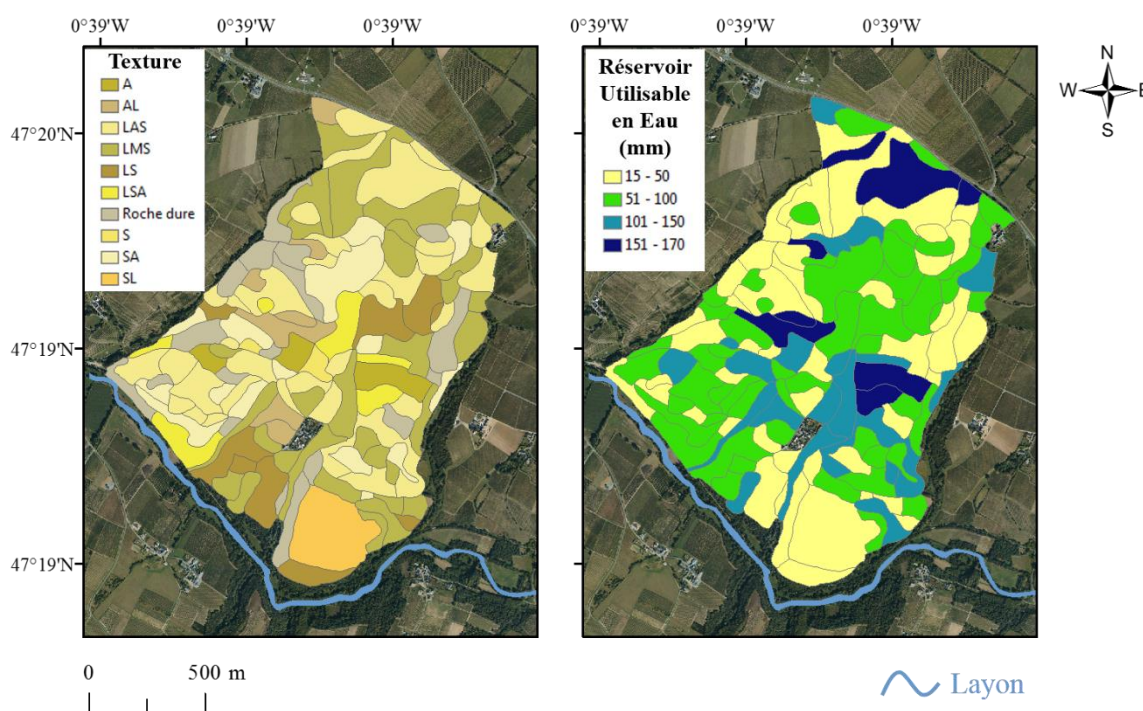 0°39'W 0°39'W 0°39'W
0°39'W 0°39'W 0°39'W
47°20'N
47°19'N
47°19'N
Texture
A
AL
LAS
LMS
LS
LSA
Roche dure
S
SA
SL
Réservoir
Utilisable
en Eau
(mm)
15 - 50
51 - 100
101 - 150
151 - 170
N
W E
S
0 500 m
Layon